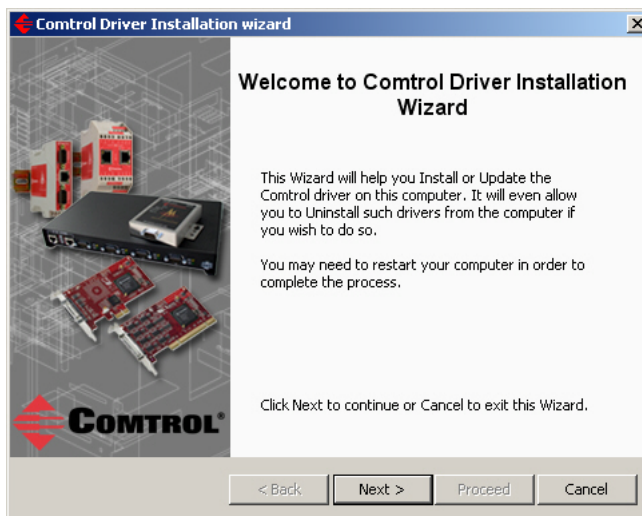 Comtrol Driver Installation wizard
Welcome to Comtrol Driver Installation
Wizard
This Wizard will help you Install or Update the
Comtrol driver on this computer. It will even allow
you to Uninstall such drivers from the computer if
you wish to do so.
You may need to restart your computer in order to
complete the process.
Click Next to continue or Cancel to exit this Wizard.
COMTROL®
< Back
Next >
Proceed
Cancel